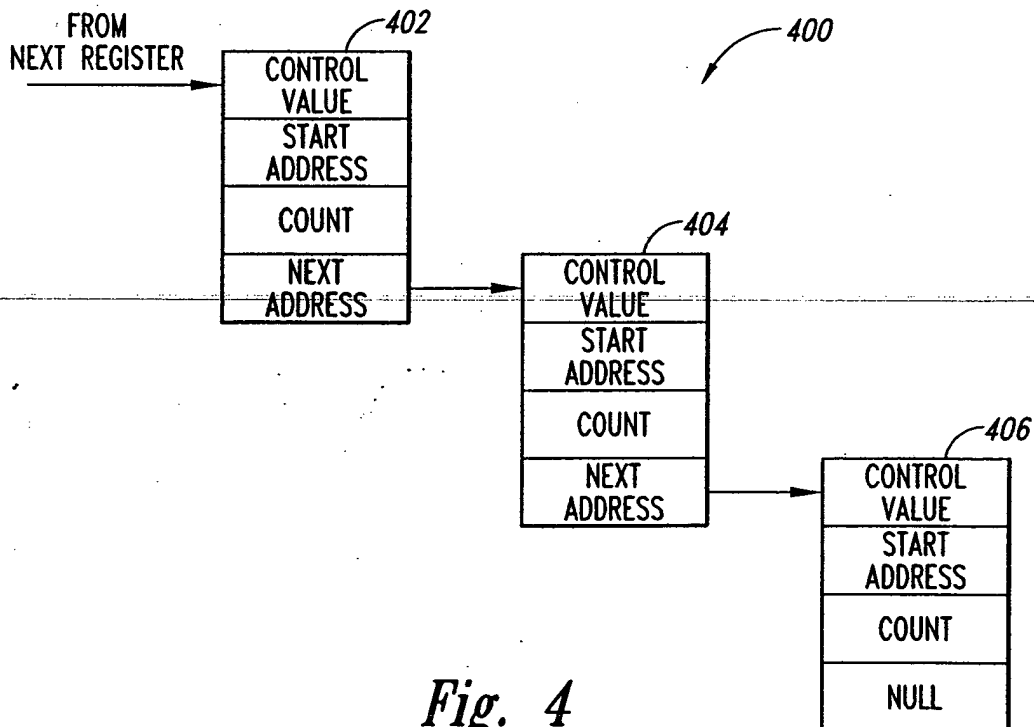 FROM
NEXT REGISTER
402
400
CONTROL
VALUE
START
ADDRESS
COUNT
NEXT
ADDRESS
404
CONTROL
VALUE
START
ADDRESS
COUNT
NEXT
ADDRESS
406
CONTROL
VALUE
START
ADDRESS
COUNT
NULL
Fig. 4